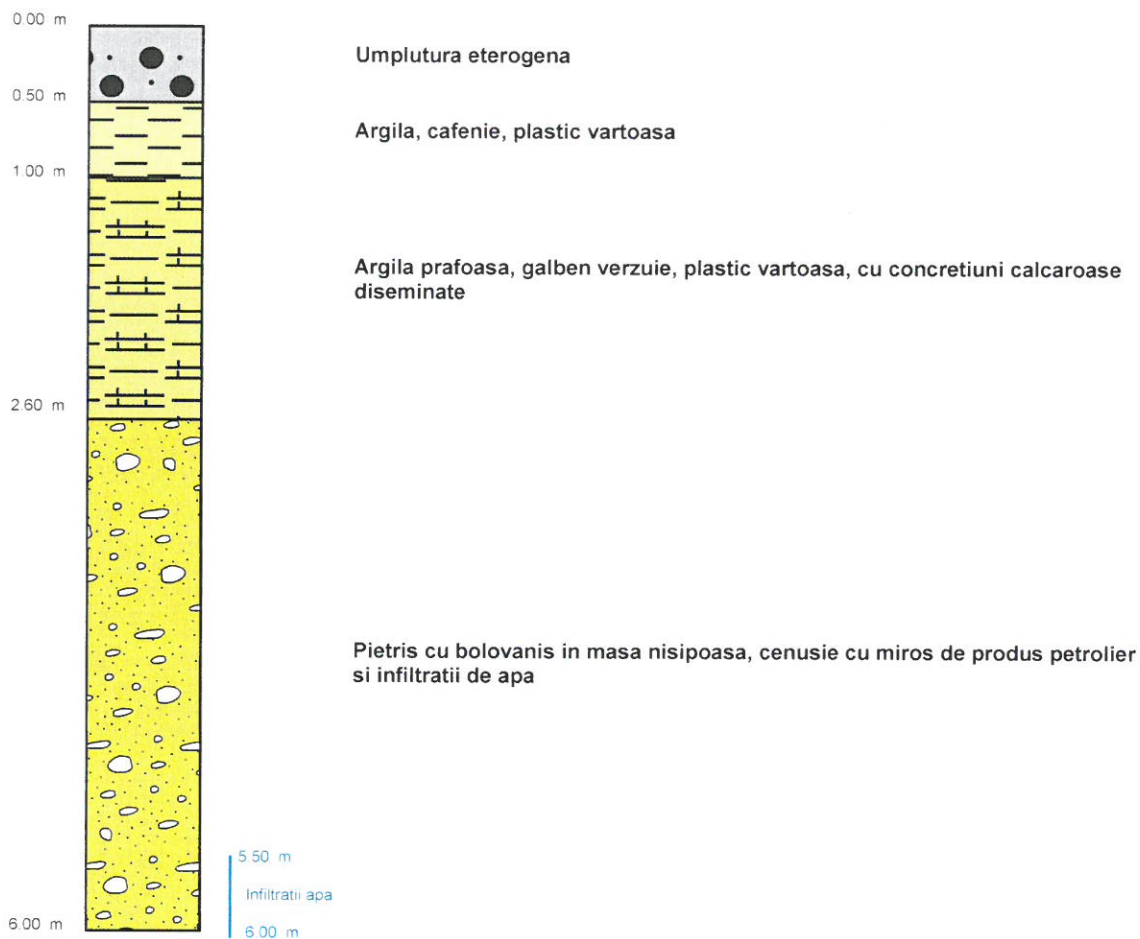 0.00 m
Umplutura eterogena
0.50 m
Argila, cafenie, plastic vartoasa
1.00 m
Argila prafoasa, galben verzuie, plastic vartoasa, cu concretiuni calcaroase
diseminate
2.60 m
Pietris cu bolovanis in masa nisipoasa, cenusie cu miros de produs petrolier
si infiltratii de apa
5.50 m
Infiltratii apa
6.00 m
6.00 m